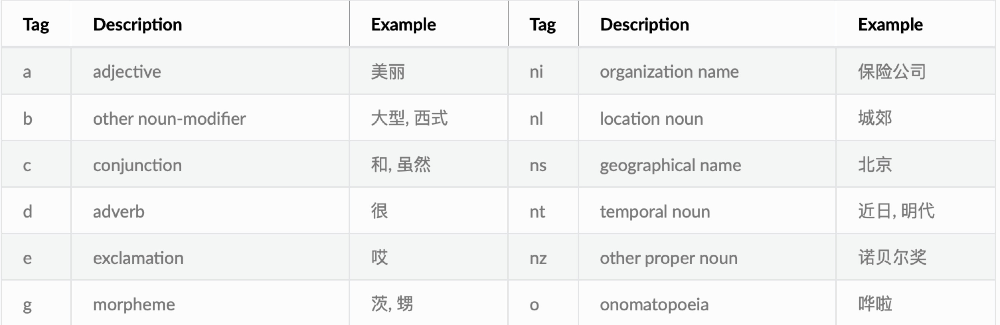 Tag Description Example Tag Description Example
a adjective 美丽 ni organization name 保险公司
b other noun-modifier 大型, 西式 nl location noun 城郊
c conjunction 和, 虽然 ns geographical name 北京
d adverb 很 nt temporal noun 近日, 明代
e exclamation 哎 nz other proper noun 诺贝尔奖
g morpheme 茨, 甥 o onomatopoeia 哗啦